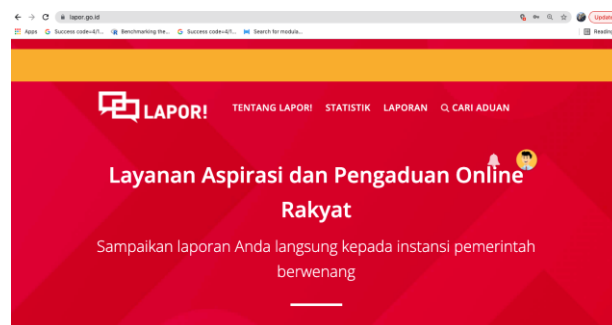 lapor.go.id
Update
Apps Success code=4/1... Benchmarking the... Success code=4/1... Search for modula... Reading
LAPOR! TENTANG LAPOR! STATISTIK LAPORAN CARI ADUAN
Layanan Aspirasi dan Pengaduan Online
Rakyat
Sampaikan laporan Anda langsung kepada instansi pemerintah
berwenang